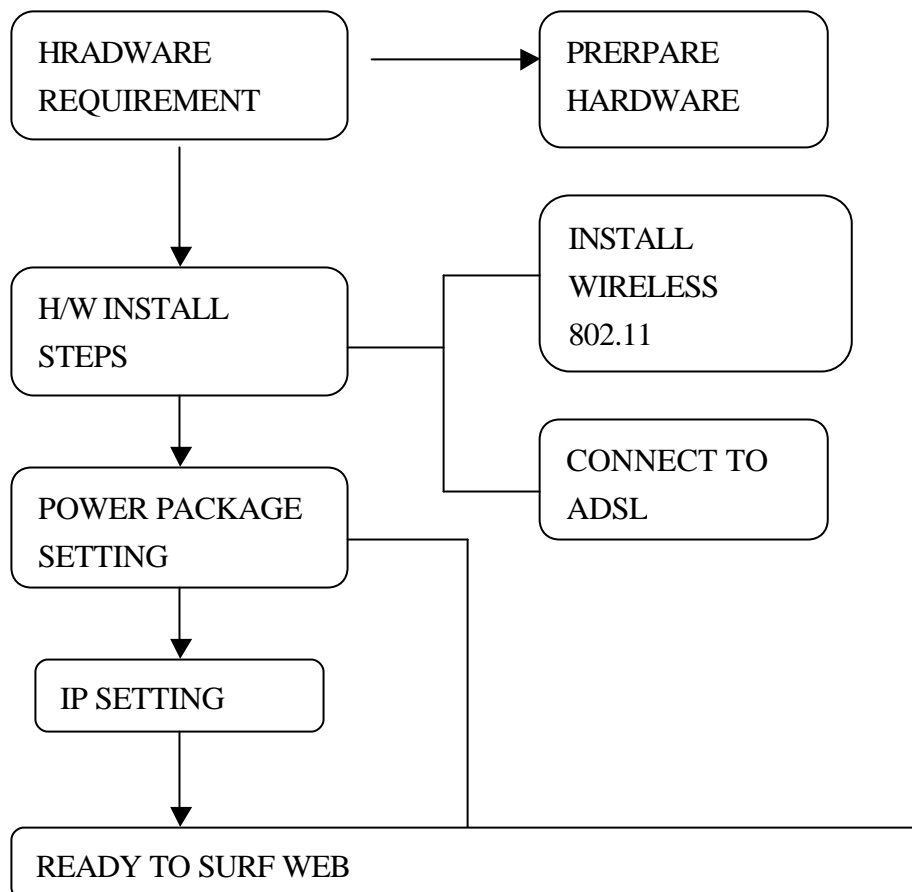 HRADWARE
REQUIREMENT
PRERPARE
HARDWARE
H/W INSTALL
STEPS
INSTALL
WIRELESS
802.11
CONNECT TO
ADSL
POWER PACKAGE
SETTING
IP SETTING
READY TO SURF WEB